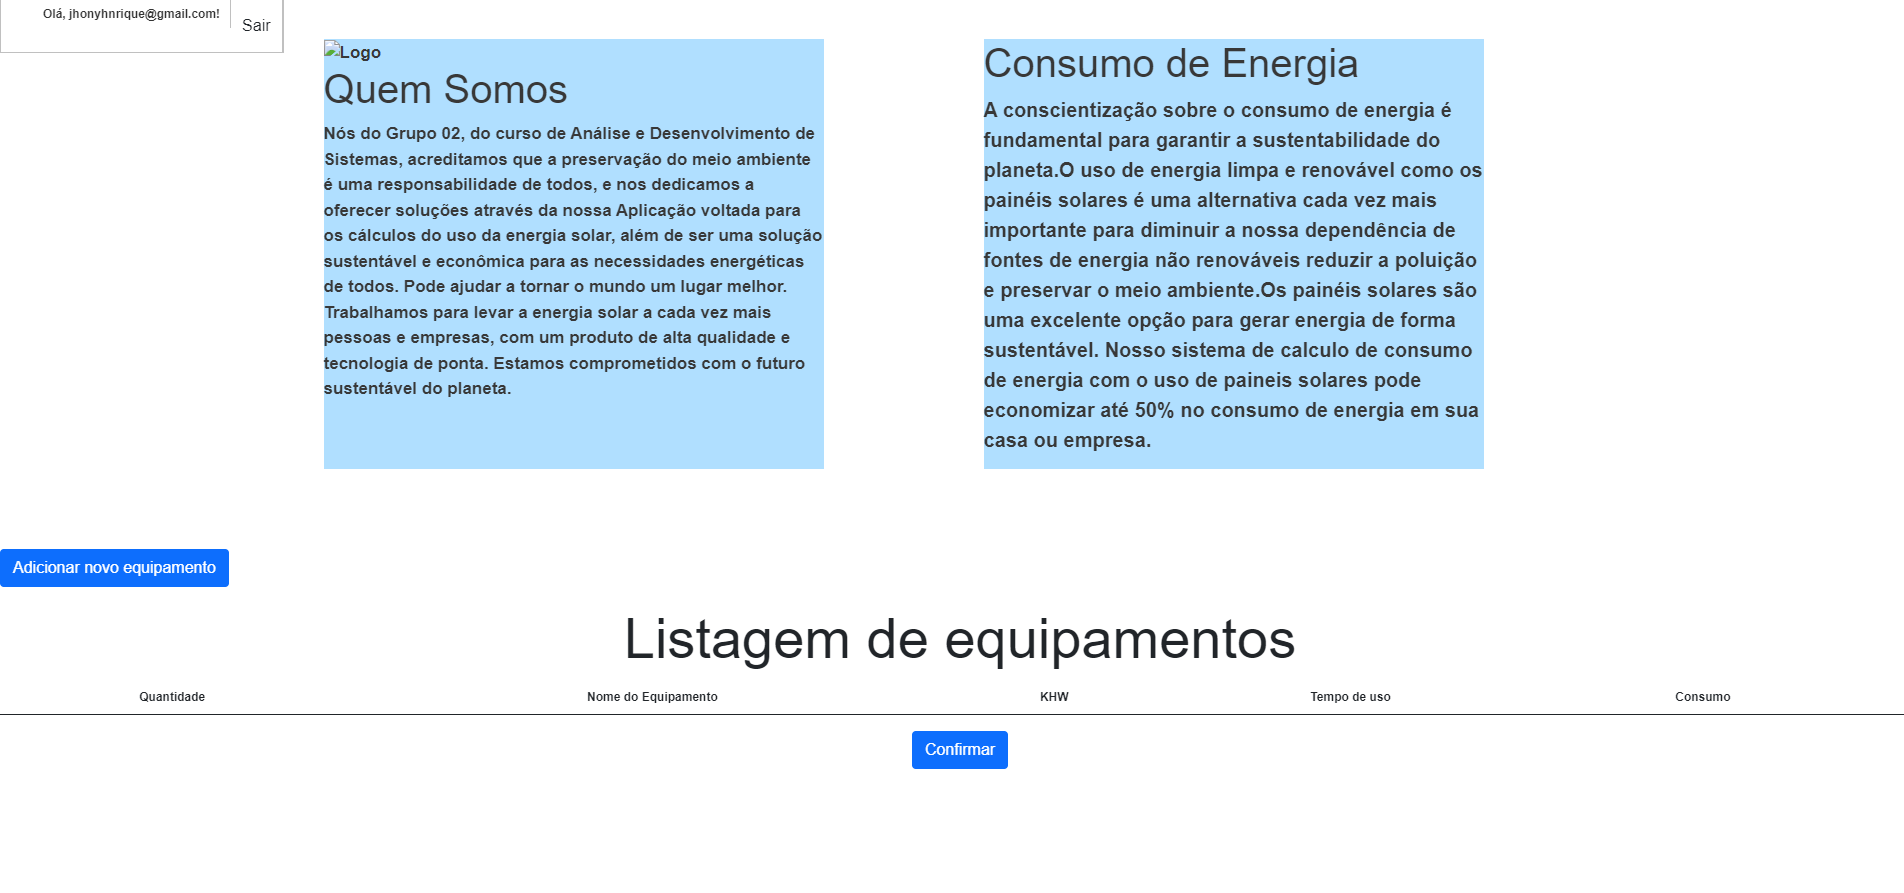 Olá, jhonyhnrique@gmail.com!
Sair
Logo
Quem Somos
Nós do Grupo 02, do curso de Análise e Desenvolvimento de
Sistemas, acreditamos que a preservação do meio ambiente
é uma responsabilidade de todos, e nos dedicamos a
oferecer soluções através da nossa Aplicação voltada para
os cálculos do uso da energia solar, além de ser uma solução
sustentável e econômica para as necessidades energéticas
de todos. Pode ajudar a tornar o mundo um lugar melhor.
Trabalhamos para levar a energia solar a cada vez mais
pessoas e empresas, com um produto de alta qualidade e
tecnologia de ponta. Estamos comprometidos com o futuro
sustentável do planeta.
Consumo de Energia
A conscientização sobre o consumo de energia é
fundamental para garantir a sustentabilidade do
planeta.O uso de energia limpa e renovável como os
painéis solares é uma alternativa cada vez mais
importante para diminuir a nossa dependência de
fontes de energia não renováveis reduzir a poluição
e preservar o meio ambiente.Os painéis solares são
uma excelente opção para gerar energia de forma
sustentável. Nosso sistema de calculo de consumo
de energia com o uso de paineis solares pode
economizar até 50% no consumo de energia em sua
casa ou empresa.
Adicionar novo equipamento
Listagem de equipamentos
Quantidade Nome do Equipamento KHW Tempo de uso Consumo
Confirmar